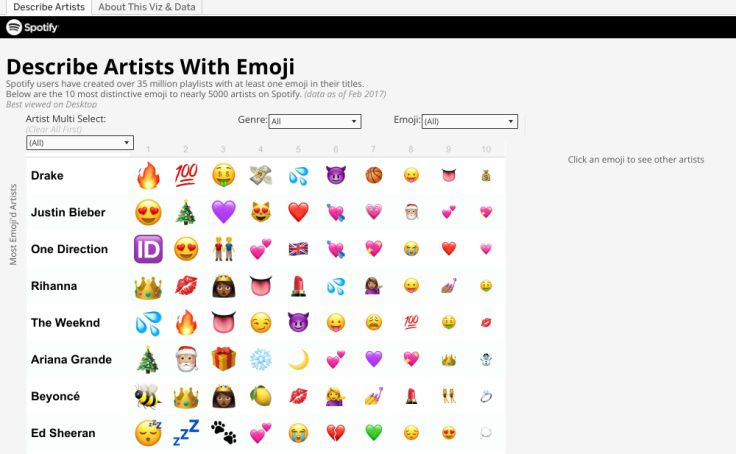 Describe Artists
About This Viz & Data
Spotify
Describe Artists With Emoji
Spotify users have created over 35 million playlists with at least one emoji in their titles.
Below are the 10 most distinctive emoji to nearly 5000 artists on Spotify. (data as of Feb 2017)
Best viewed on Desktop
Artist Multi Select:
(Clear All First)
(All)
Genre: All
Emoji: (All)
1 2 3 4 5 6 7 8 9 10
Click an emoji to see other artists
Most Emoji'd Artists
Drake
Justin Bieber
One Direction
Rihanna
The Weeknd
Ariana Grande
Beyoncé
Ed Sheeran